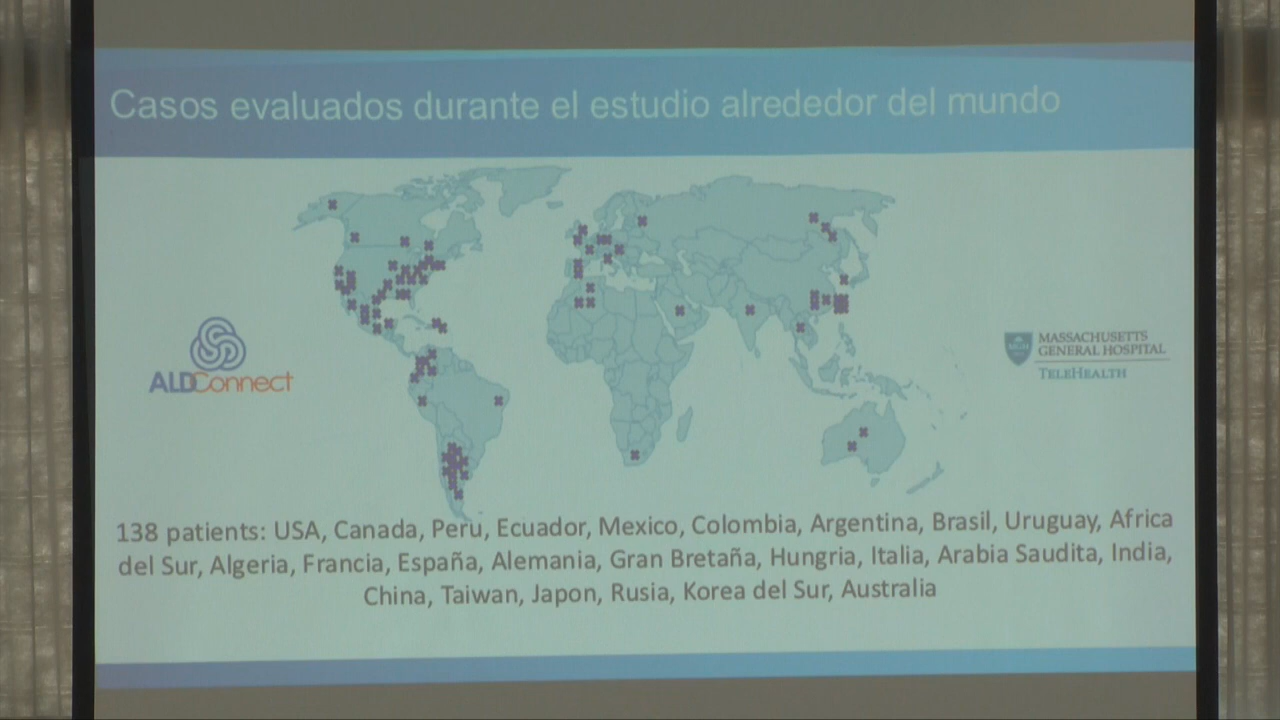 Casos evaluados durante el estudio alrededor del mundo
ALDConnect
MASSACHUSETTS
GENERAL HOSPITAL
TELEHEALTH
138 patients: USA, Canada, Peru, Ecuador, Mexico, Colombia, Argentina, Brasil, Uruguay, Africa
del Sur, Algeria, Francia, España, Alemania, Gran Bretaña, Hungria, Italia, Arabia Saudita, India,
China, Taiwan, Japon, Rusia, Korea del Sur, Australia